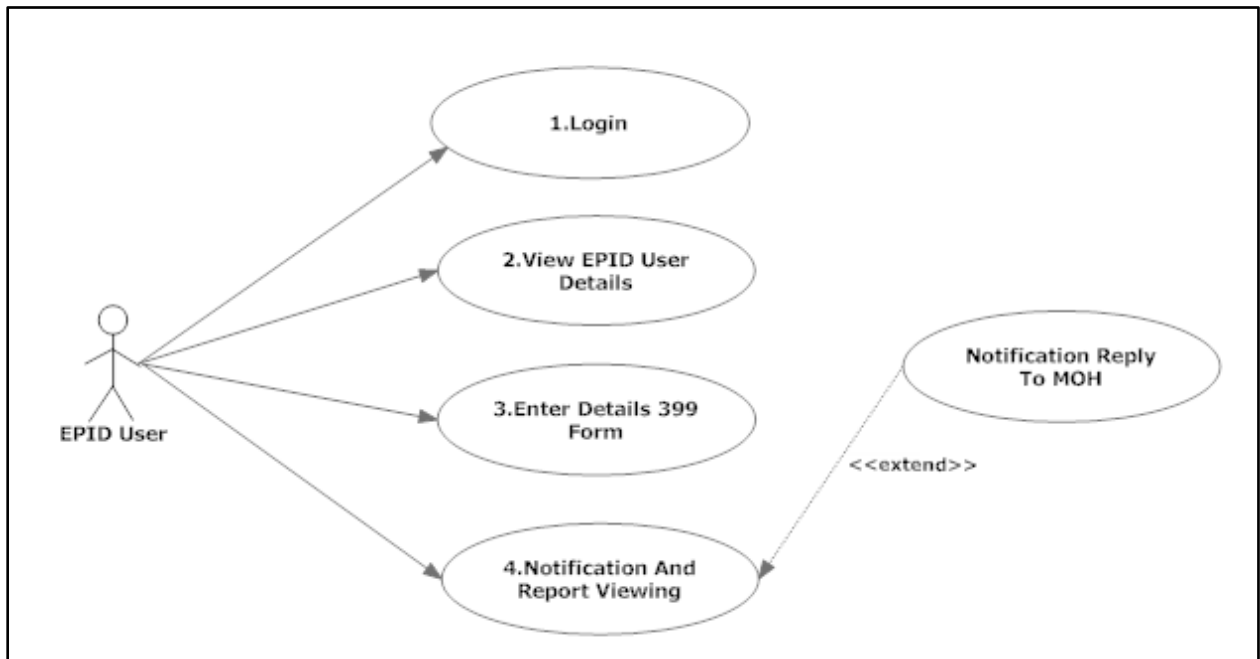 1.Login
2.View EPID User
Details
3.Enter Details 399
Form
4.Notification And
Report Viewing
EPID User
Notification Reply
To MOH
<<extend>>